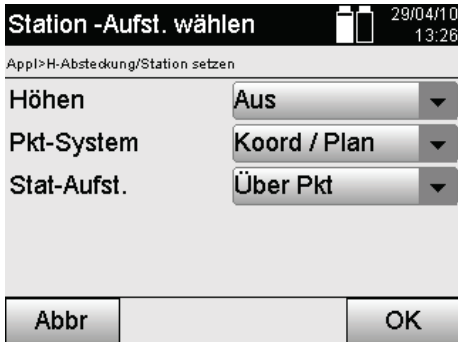 Station -Aufst. wählen
29/04/10
13:26
Appl>H-Absteckung/Station setzen
Höhen Aus
Pkt-System Koord / Plan
Stat-Aufst. Über Pkt
Abbr OK